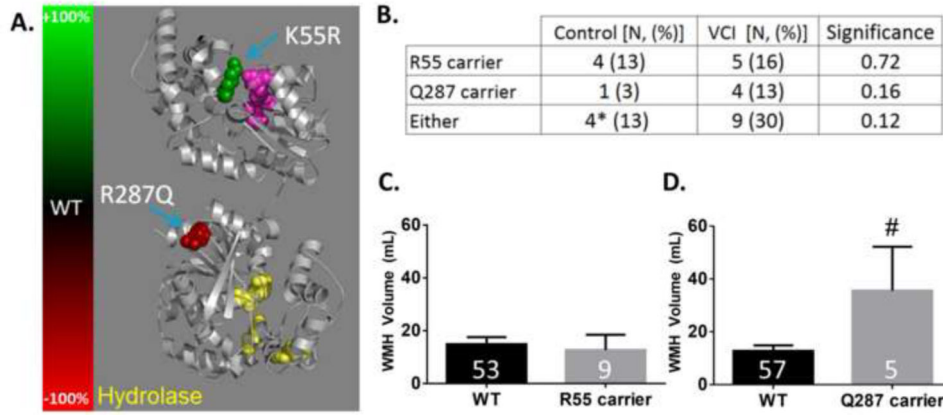 A.
+100%
K55R
WT
R287Q
-100%
Hydrolase
B.
Control [N, (%)] VCI [N, (%)] Significance
R55 carrier 4 (13) 5 (16) 0.72
Q287 carrier 1 (3) 4 (13) 0.16
Either 4* (13) 9 (30) 0.12
C.
WMH Volume (mL)
60
40
20
0
53 9
WT R55 carrier
D.
WMH Volume (mL)
60
40
20
0
#
57 5
WT Q287 carrier